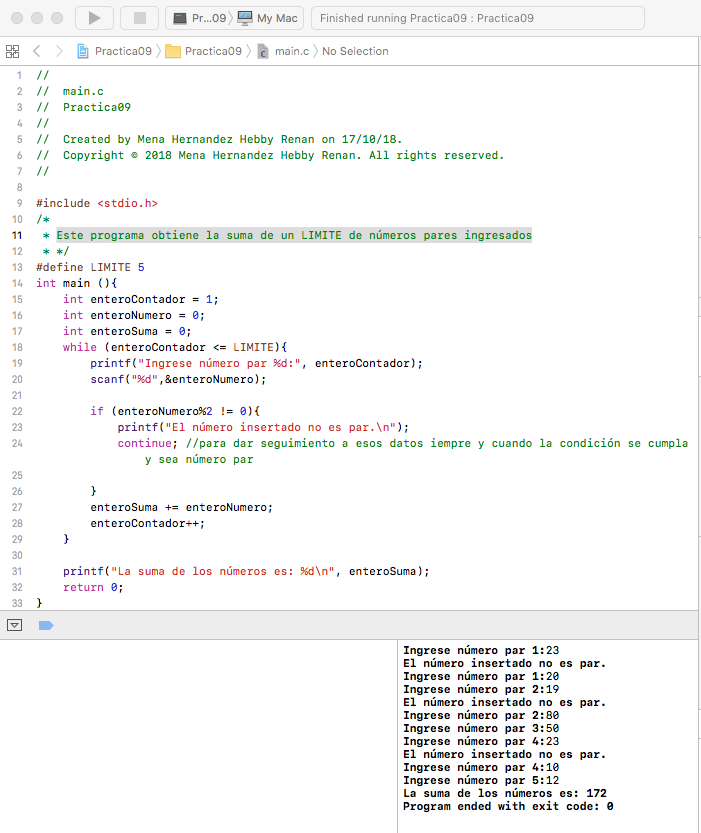 Pr...09 〉 My Mac
Finished running Practica09 : Practica09
Practica09 〉 Practica09 〉 main.c 〉 No Selection
1 //
2 //  main.c
3 //  Practica09
4 //
5 //  Created by Mena Hernandez Hebby Renan on 17/10/18.
6 //  Copyright © 2018 Mena Hernandez Hebby Renan. All rights reserved.
7 //
8
9 #include <stdio.h>
10 /*
11  * Este programa obtiene la suma de un LIMITE de números pares ingresados
12  * */
13 #define LIMITE 5
14 int main (){
15     int enteroContador = 1;
16     int enteroNumero = 0;
17     int enteroSuma = 0;
18     while (enteroContador <= LIMITE){
19         printf("Ingrese número par %d:", enteroContador);
20         scanf("%d",&enteroNumero);
21
22         if (enteroNumero%2 != 0){
23             printf("El número insertado no es par.\n");
24             continue; //para dar seguimiento a esos datos iempre y cuando la condición se cumpla
y sea número par
25
26         }
27         enteroSuma += enteroNumero;
28         enteroContador++;
29     }
30
31     printf("La suma de los números es: %d\n", enteroSuma);
32     return 0;
33 }
Ingrese número par 1:23
El número insertado no es par.
Ingrese número par 1:20
Ingrese número par 2:19
El número insertado no es par.
Ingrese número par 2:80
Ingrese número par 3:50
Ingrese número par 4:23
El número insertado no es par.
Ingrese número par 4:10
Ingrese número par 5:12
La suma de los números es: 172
Program ended with exit code: 0